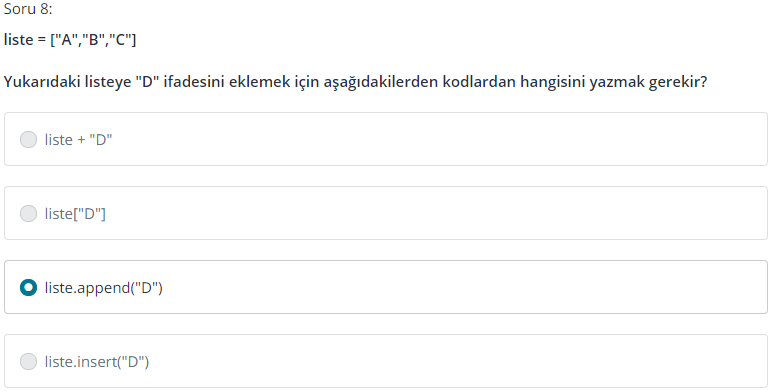 Soru 8:
liste = ["A","B","C"]
Yukarıdaki listeye "D" ifadesini eklemek için aşağıdakilerden kodlardan hangisini yazmak gerekir?
liste + "D"
liste["D"]
liste.append("D")
liste.insert("D")